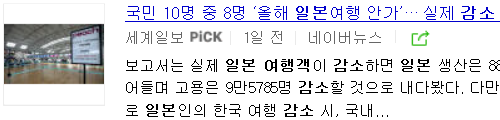 국민 10명 중 8명 ‘올해 일본여행 안가’… 실제 감소
세계일보 PiCK 1일 전 네이버뉴스
보고서는 실제 일본 여행객이 감소하면 일본 생산은 88
어들며 고용은 9만5785명 감소할 것으로 내다봤다. 다만
로 일본인의 한국 여행 감소 시, 국내...